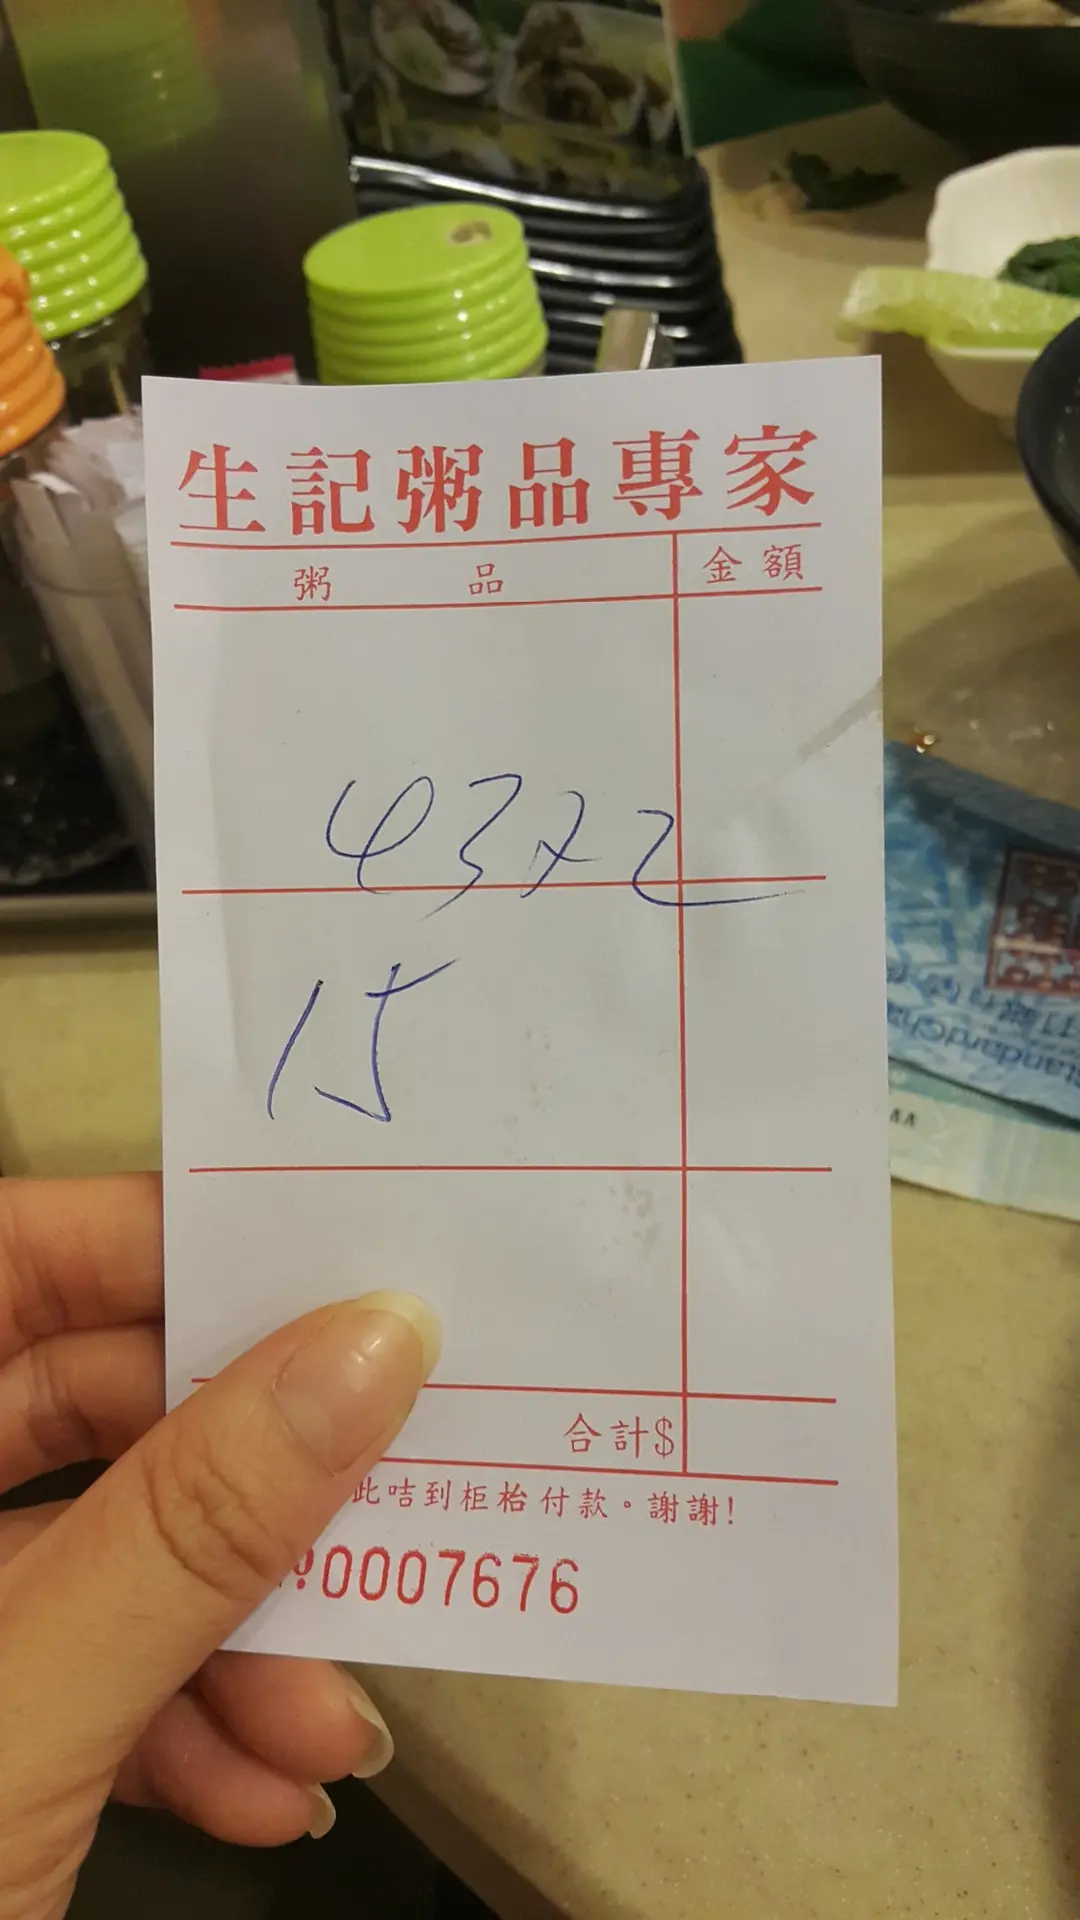 生記粥品專家
粥 品 金額
43x2
15
合計$
此咭到柜枱付款。謝謝!
0007676
StandardCha